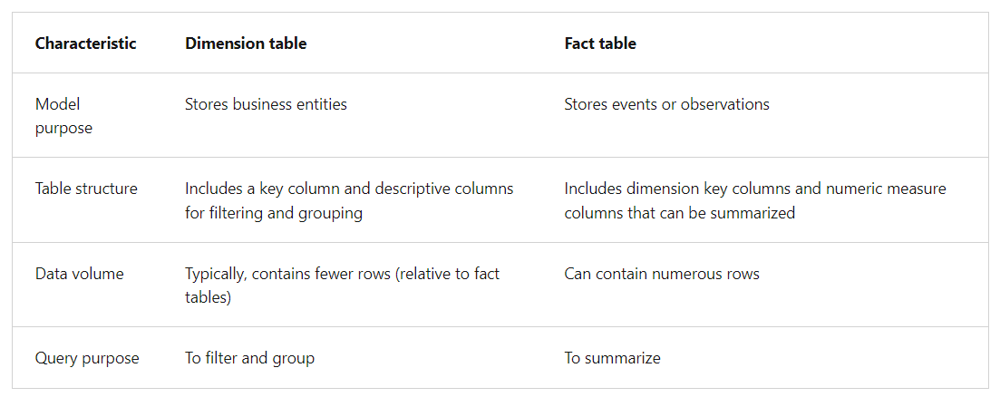 Characteristic Dimension table Fact table
Model purpose Stores business entities Stores events or observations
Table structure Includes a key column and descriptive columns for filtering and grouping Includes dimension key columns and numeric measure columns that can be summarized
Data volume Typically, contains fewer rows (relative to fact tables) Can contain numerous rows
Query purpose To filter and group To summarize